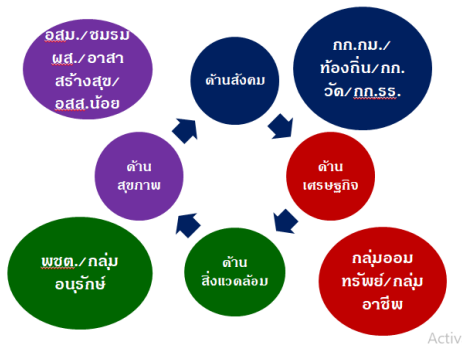 อสม./ชมรม
ผส./อาสา
สร้างสุข/
อสส.น้อย
ด้านสังคม
กก.กม./
ท้องถิ่น/กก.
วัด/กก.รร.
ด้าน
สุขภาพ
ด้าน
เศรษฐกิจ
พชต./กลุ่ม
อนุรักษ์
ด้าน
สิ่งแวดล้อม
กลุ่มออม
ทรัพย์/กลุ่ม
อาชีพ
Activ